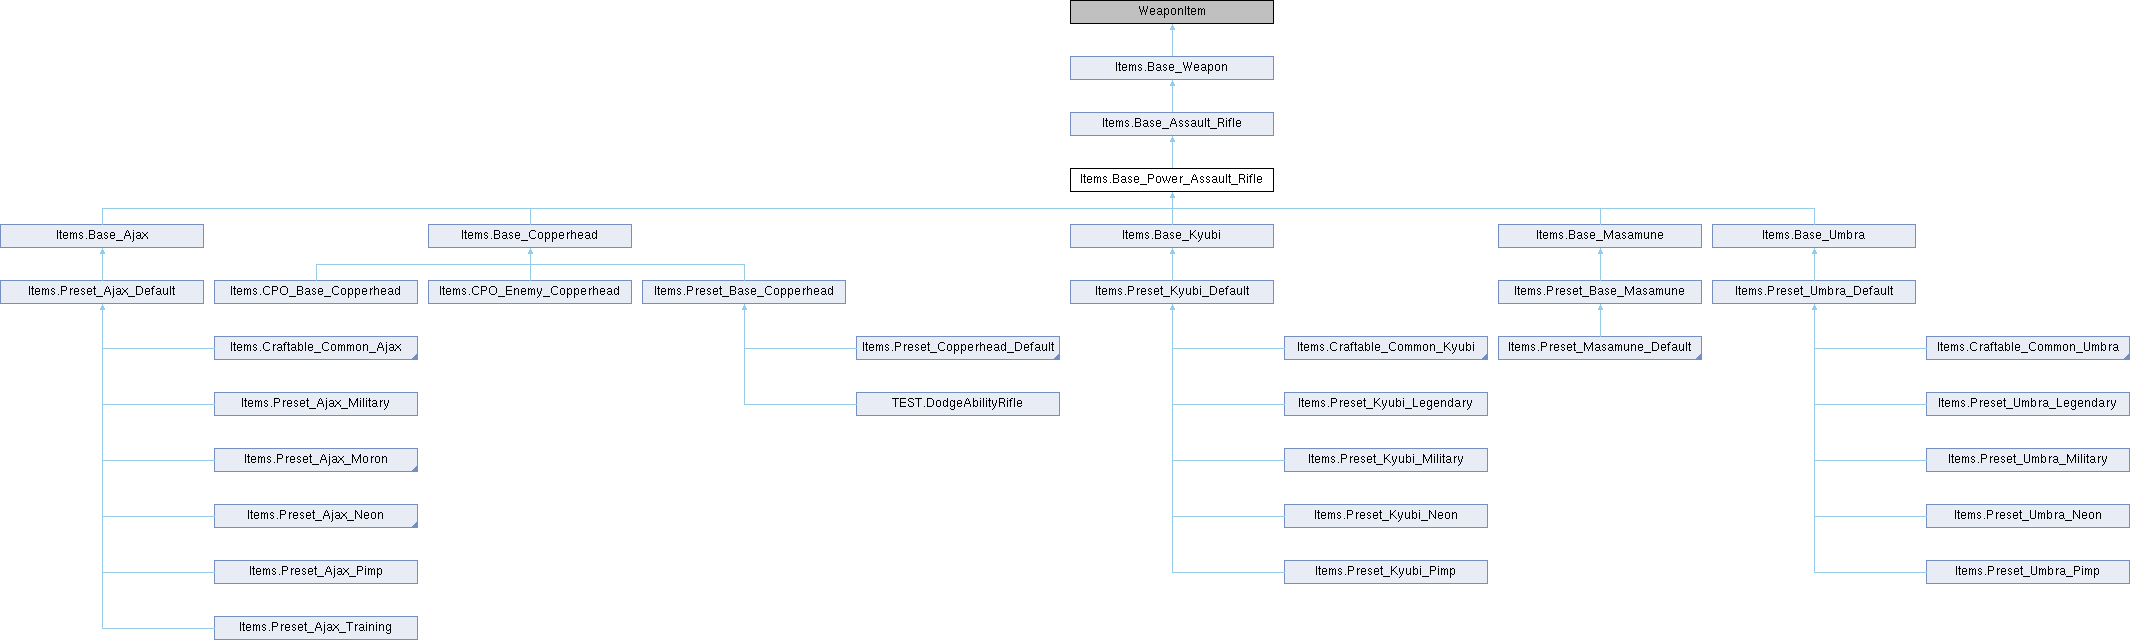 WeaponItem
Items.Base_Weapon
Items.Base_Assault_Rifle
Items.Base_Power_Assault_Rifle
Items.Base_Ajax
Items.Base_Copperhead
Items.Base_Kyubi
Items.Base_Masamune
Items.Base_Umbra
Items.Preset_Ajax_Default
Items.CPO_Base_Copperhead
Items.CPO_Enemy_Copperhead
Items.Preset_Base_Copperhead
Items.Preset_Kyubi_Default
Items.Preset_Base_Masamune
Items.Preset_Umbra_Default
Items.Craftable_Common_Ajax
Items.Preset_Copperhead_Default
Items.Craftable_Common_Kyubi
Items.Preset_Masamune_Default
Items.Craftable_Common_Umbra
Items.Preset_Ajax_Military
TEST.DodgeAbilityRifle
Items.Preset_Kyubi_Legendary
Items.Preset_Umbra_Legendary
Items.Preset_Ajax_Moron
Items.Preset_Kyubi_Military
Items.Preset_Umbra_Military
Items.Preset_Ajax_Neon
Items.Preset_Kyubi_Neon
Items.Preset_Umbra_Neon
Items.Preset_Ajax_Pimp
Items.Preset_Kyubi_Pimp
Items.Preset_Umbra_Pimp
Items.Preset_Ajax_Training